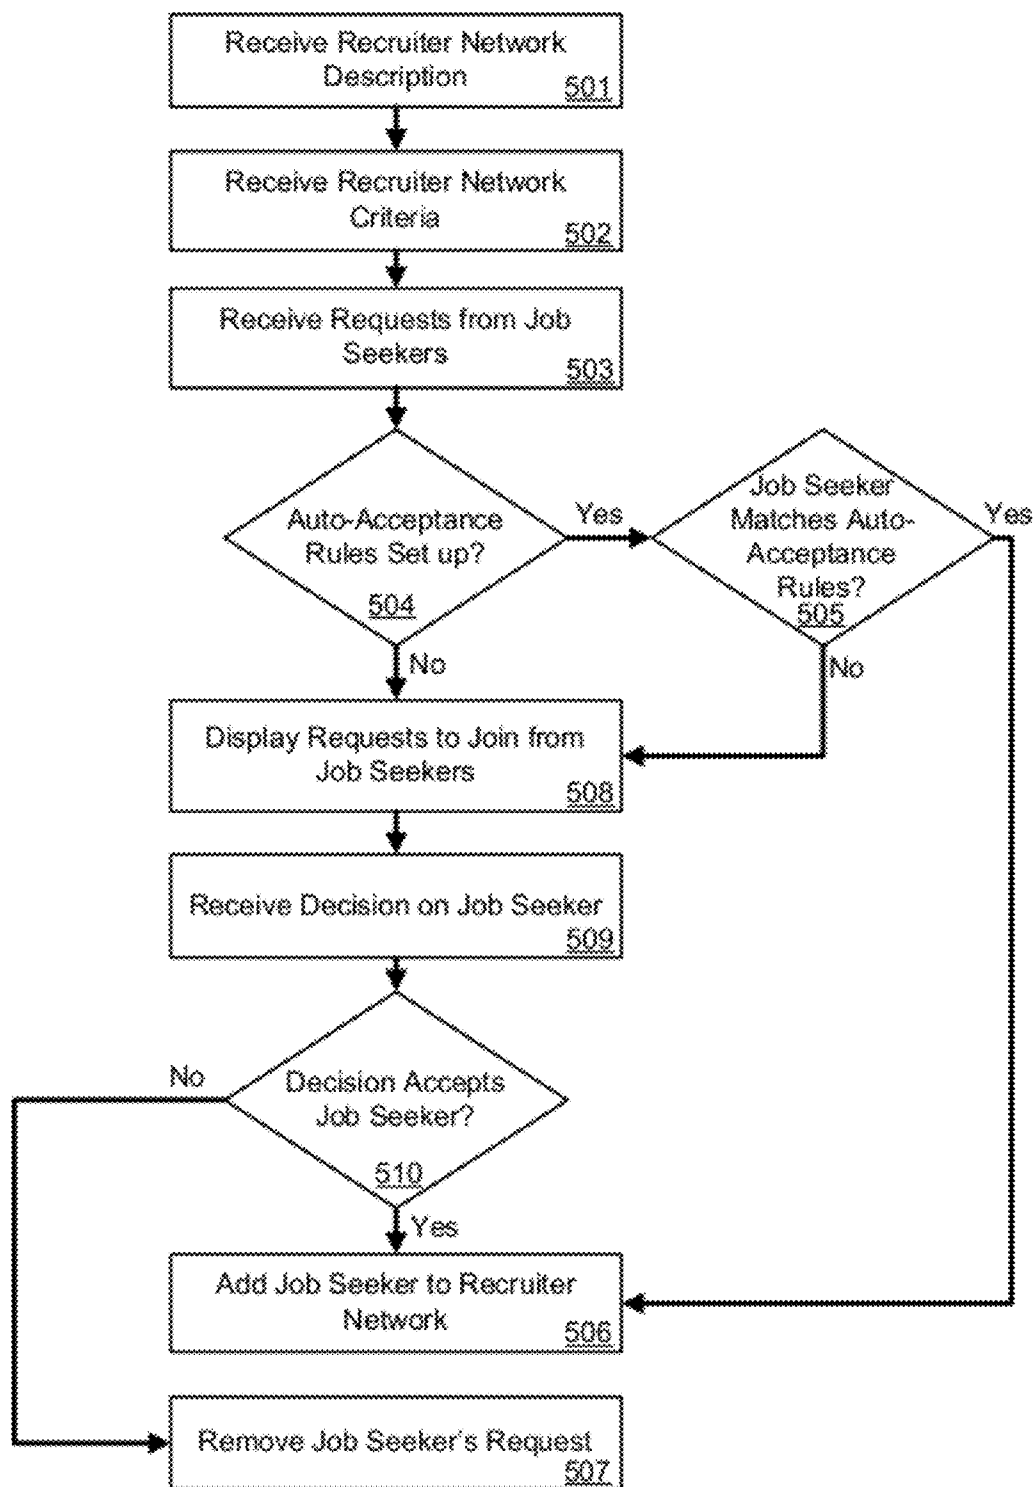 Receive Recruiter Network
Description
501
Receive Recruiter Network
Criteria
502
Receive Requests from Job
Seekers
503
Auto-Acceptance
Rules Set up?
504
Yes
Job Seeker
Matches Auto-
Acceptance
Rules?
505
Yes
No
No
Display Requests to Join from
Job Seekers
508
Receive Decision on Job Seeker
509
No
Decision Accepts
Job Seeker?
510
Yes
Add Job Seeker to Recruiter
Network
506
Remove Job Seeker's Request
507